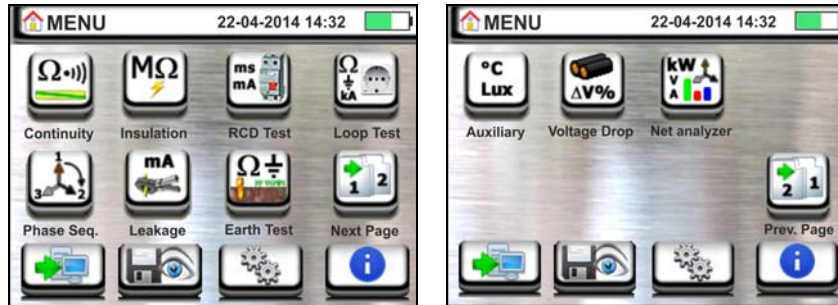 MENU 22-04-2014 14:32
Ω•))) MΩ ms mA Ω kA
Continuity Insulation RCD Test Loop Test
1 2 3 mA Ω 1 2
Phase Seq. Leakage Earth Test Next Page
i
MENU 22-04-2014 14:32
°C Lux ΔV% kW V A
Auxiliary Voltage Drop Net analyzer
2 1
Prev. Page
i